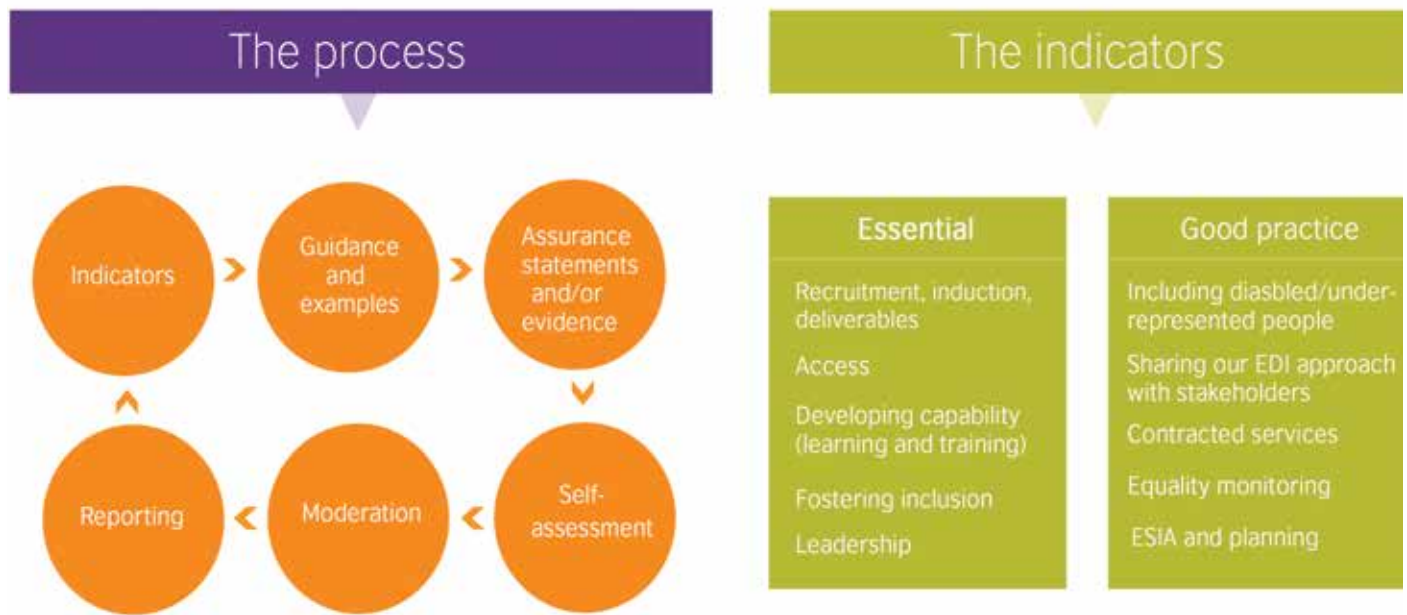 The process
Indicators
Guidance
and
examples
Assurance
statements
and/or
evidence
Self-
assessment
Moderation
Reporting
The indicators
Essential
Recruitment, induction,
deliverables
Access
Developing capability
(learning and training)
Fostering inclusion
Leadership
Good practice
Including diasbled/under-
represented people
Sharing our EDI approach
with stakeholders
Contracted services
Equality monitoring
ESIA and planning